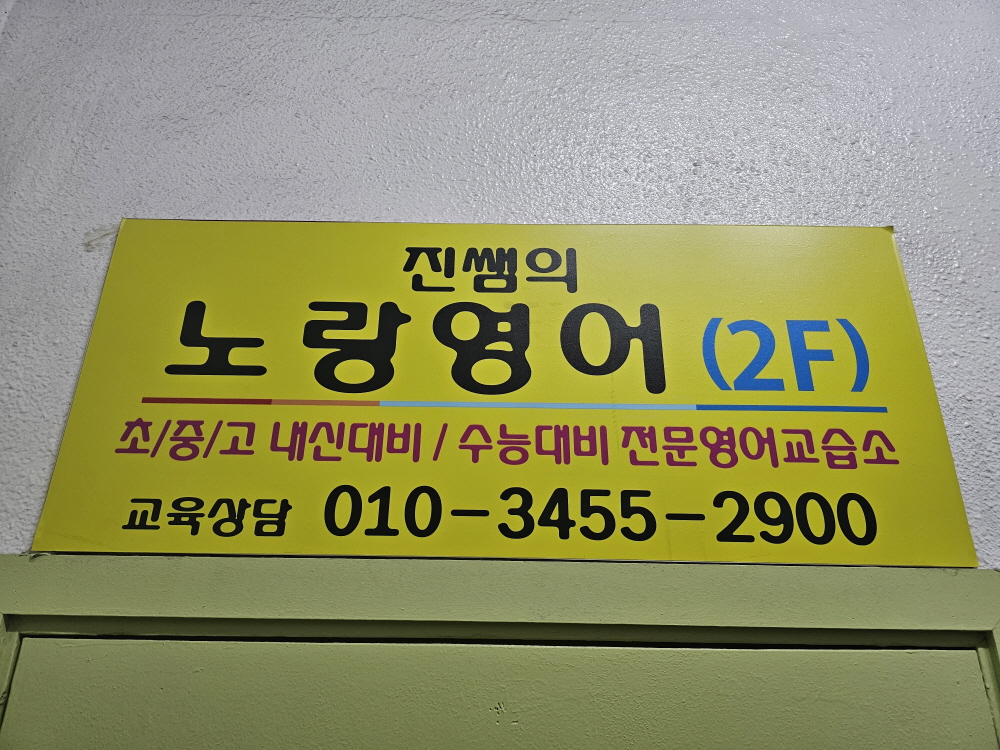 진쌤의
노랑영어 (2F)
초/중/고 내신대비 / 수능대비 전문영어교습소
교육상담 010-3455-2900